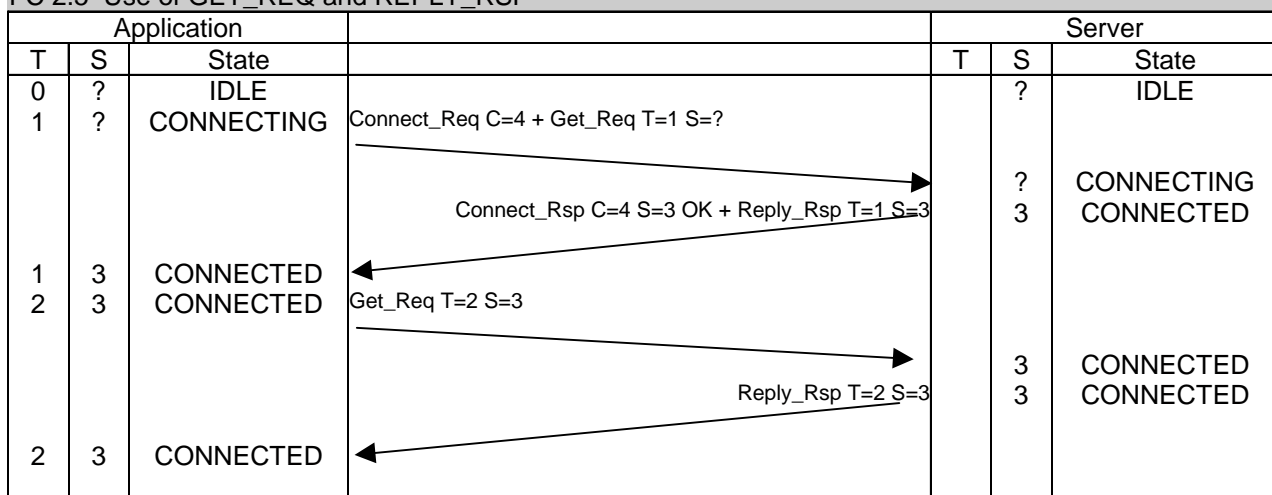 Application Server
T S State T S State
0 ? IDLE ? IDLE
1 ? CONNECTING Connect_Req C=4 + Get_Req T=1 S=?
? CONNECTING
Connect_Rsp C=4 S=3 OK + Reply_Rsp T=1 S=3 3 CONNECTED
1 3 CONNECTED
2 3 CONNECTED Get_Req T=2 S=3
3 CONNECTED
Reply_Rsp T=2 S=3 3 CONNECTED
2 3 CONNECTED